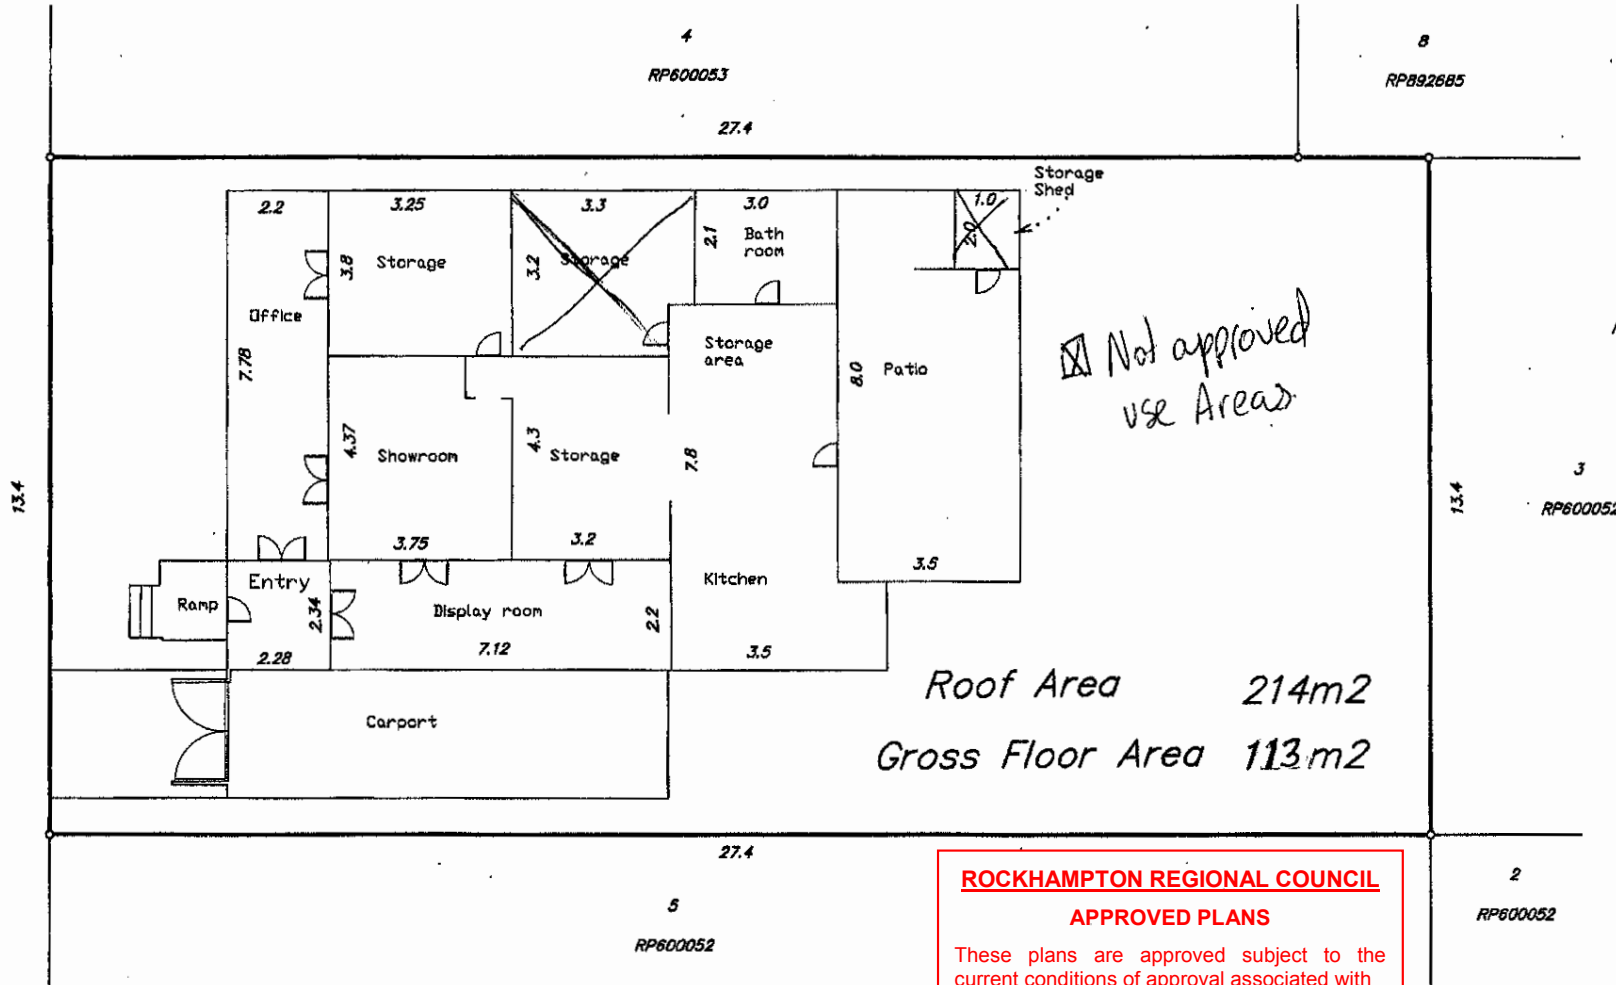 4
RP600053
8
RP892685
27.4
Storage
Shed
2.2
3.25
3.3
3.0
1.0
2.1
Bath
room
2.0
3.8
Storage
3.2
Storage
Office
Storage
area
7.78
8.0
Patio
☒ Not approved
use Areas
4.37
Showroom
4.3
Storage
7.8
3
RP600052
13.4
13.4
3.75
3.2
3.5
Entry
Kitchen
Ramp
2.34
Display room
2.2
2.28
7.12
3.5
Roof Area 214m2
Carport
Gross Floor Area 113m2
27.4
ROCKHAMPTON REGIONAL COUNCIL
APPROVED PLANS
These plans are approved subject to the
current conditions of approval associated with
5
RP600052
2
RP600052